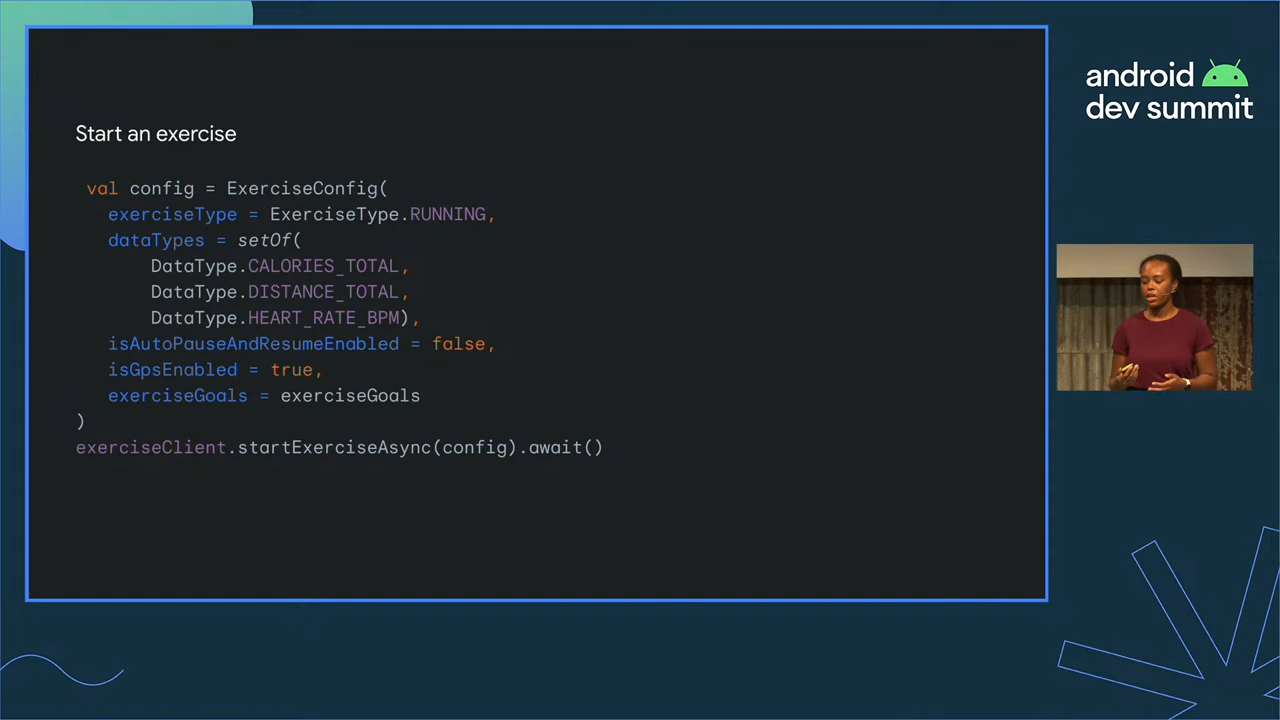 android
dev summit
Start an exercise
val config = ExerciseConfig(
exerciseType = ExerciseType.RUNNING,
dataTypes = setOf(
DataType.CALORIES_TOTAL,
DataType.DISTANCE_TOTAL,
DataType.HEART_RATE_BPM),
isAutoPauseAndResumeEnabled = false,
isGpsEnabled = true,
exerciseGoals = exerciseGoals
)
exerciseClient.startExerciseAsync(config).await()